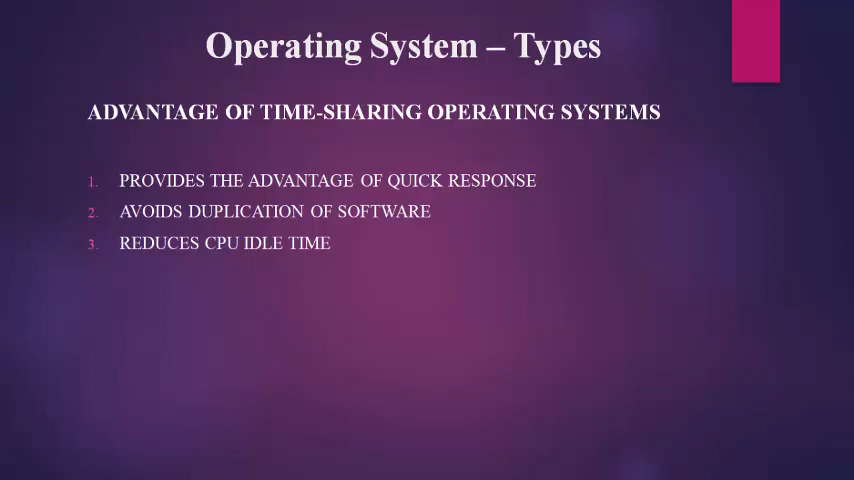 Operating System – Types
ADVANTAGE OF TIME-SHARING OPERATING SYSTEMS
1. PROVIDES THE ADVANTAGE OF QUICK RESPONSE
2. AVOIDS DUPLICATION OF SOFTWARE
3. REDUCES CPU IDLE TIME